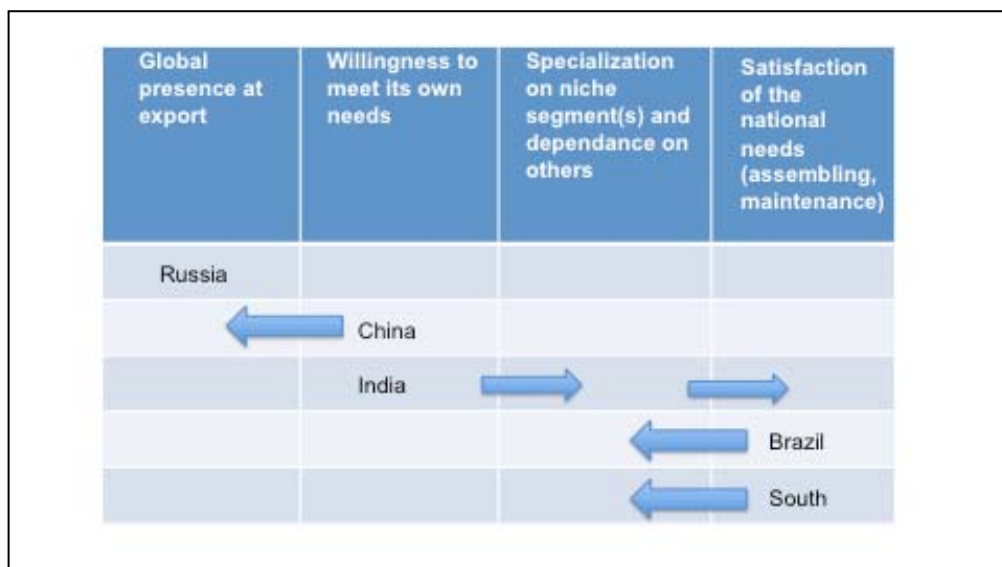 Global
presence at
export
Willingness to
meet its own
needs
Specialization
on niche
segment(s) and
dependance on
others
Satisfaction
of the
national
needs
(assembling,
maintenance)
Russia
China
India
Brazil
South